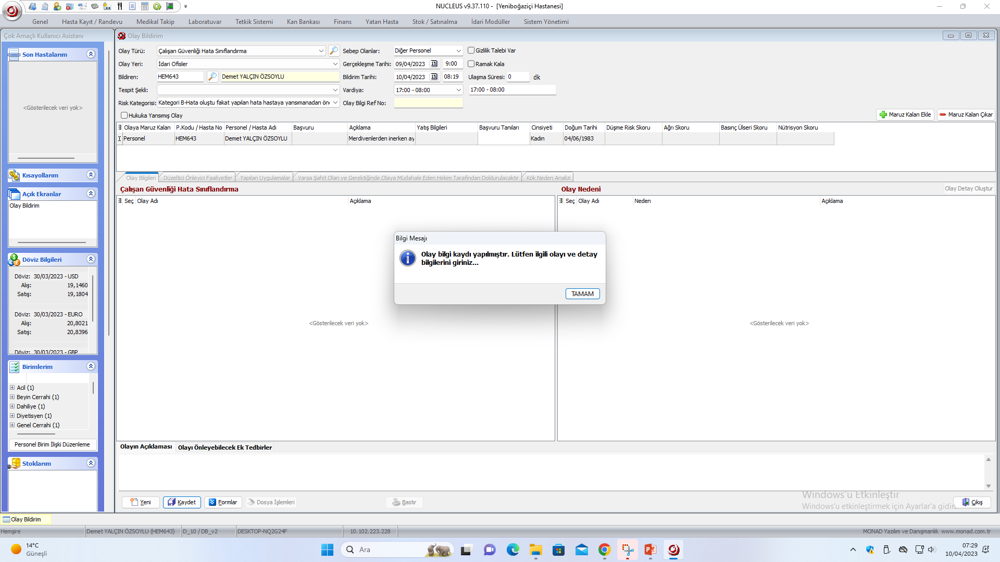 NUCLEUS v9.37.110 - [Yeniboğaziçi Hastanesi]
Genel Hasta Kayıt / Randevu Medikal Takip Laboratuvar Tetkik Sistemi Kan Bankası Finans Yatan Hasta Stok / Satınalma İdari Modüller Sistem Yönetimi
Çok Amaçlı Kullanıcı Asistanı
Son Hastalarım
<Gösterilecek veri yok>
Kısayollarım
Açık Ekranlar
Olay Bildirim
Döviz Bilgileri
Döviz: 30/03/2023 - USD
Alış: 19,1460
Satış: 19,1804
Döviz: 30/03/2023 - EURO
Alış: 20,8021
Satış: 20,8396
Döviz: 30/03/2023 - GBP
Birimlerim
Acil (1)
Beyin Cerrahi (1)
Dahiliye (1)
Diyetisyen (1)
Genel Cerrahi (1)
Personel Birim İlişki Düzenleme
Stoklarım
Olay Bildirim
Olay Türü: Çalışan Güvenliği Hata Sınıflandırma Sebep Olanlar: Diğer Personel Gizlilik Talebi Var
Olay Yeri: İdari Ofisler Gerçekleşme Tarihi: 09/04/2023 15 9:00 Ramak Kala
Bildiren: HEM643 Demet YALÇIN ÖZSOYLU Bildirim Tarihi: 10/04/2023 15 08:19 Ulaşma Süresi: 0 dk
Tespit Şekli: Vardiya: 17:00 - 08:00 17:00 - 08:00
Risk Kategorisi: Kategori B-Hata oluştu fakat yapılan hata hastaya yansımanadan ön Olay Bilgi Ref No:
Hukuka Yansımış Olay Maruz Kalan Ekle Maruz Kalan Çıkar
Olaya Maruz Kalan P.Kodu / Hasta No Personel / Hasta Adı Başvuru Açıklama Yatış Bilgileri Başvuru Tanıları Cinsiyeti Doğum Tarihi Düşme Risk Skoru Ağrı Skoru Basınç Ülseri Skoru Nütrisyon Skoru
Personel HEM643 Demet YALÇIN ÖZSOYLU Merdivenlerden inerken ay Kadın 04/06/1983
Olay Bilgileri Düzeltici Önleyici Faaliyetler Yapılan Uygulamalar Varsa Şahit Olan ve Gerektiğinde Olaya Müdahale Eden Hekim Tarafından Doldurulacaktır Kök Neden Analizi
Çalışan Güvenliği Hata Sınıflandırma Olay Nedeni Olay Detay Oluştur
Seç Olay Adı Açıklama Seç Olay Adı Neden Açıklama
Bilgi Mesajı
Olay bilgi kaydı yapılmıştır. Lütfen ilgili olayı ve detay
bilgilerini giriniz...
TAMAM
<Gösterilecek veri yok> <Gösterilecek veri yok>
Olayın Açıklaması Olayı Önleyebilecek Ek Tedbirler
Yeni Kaydet Formlar Dosya İşlemleri Bastır Çıkış
Windows'u Etkinleştir
Windows'u etkinleştirmek için Ayarlar'a gidin.
Olay Bildirim
Hemşire Demet YALÇIN ÖZSOYLU (HEM643) D_10 / DB_v2 DESKTOP-NQ2G24F 10.102.223.228 MONAD Yazılım ve Danışmanlık www.monad.com.tr
14°C
Güneşli
Ara
07:29
10/04/2023